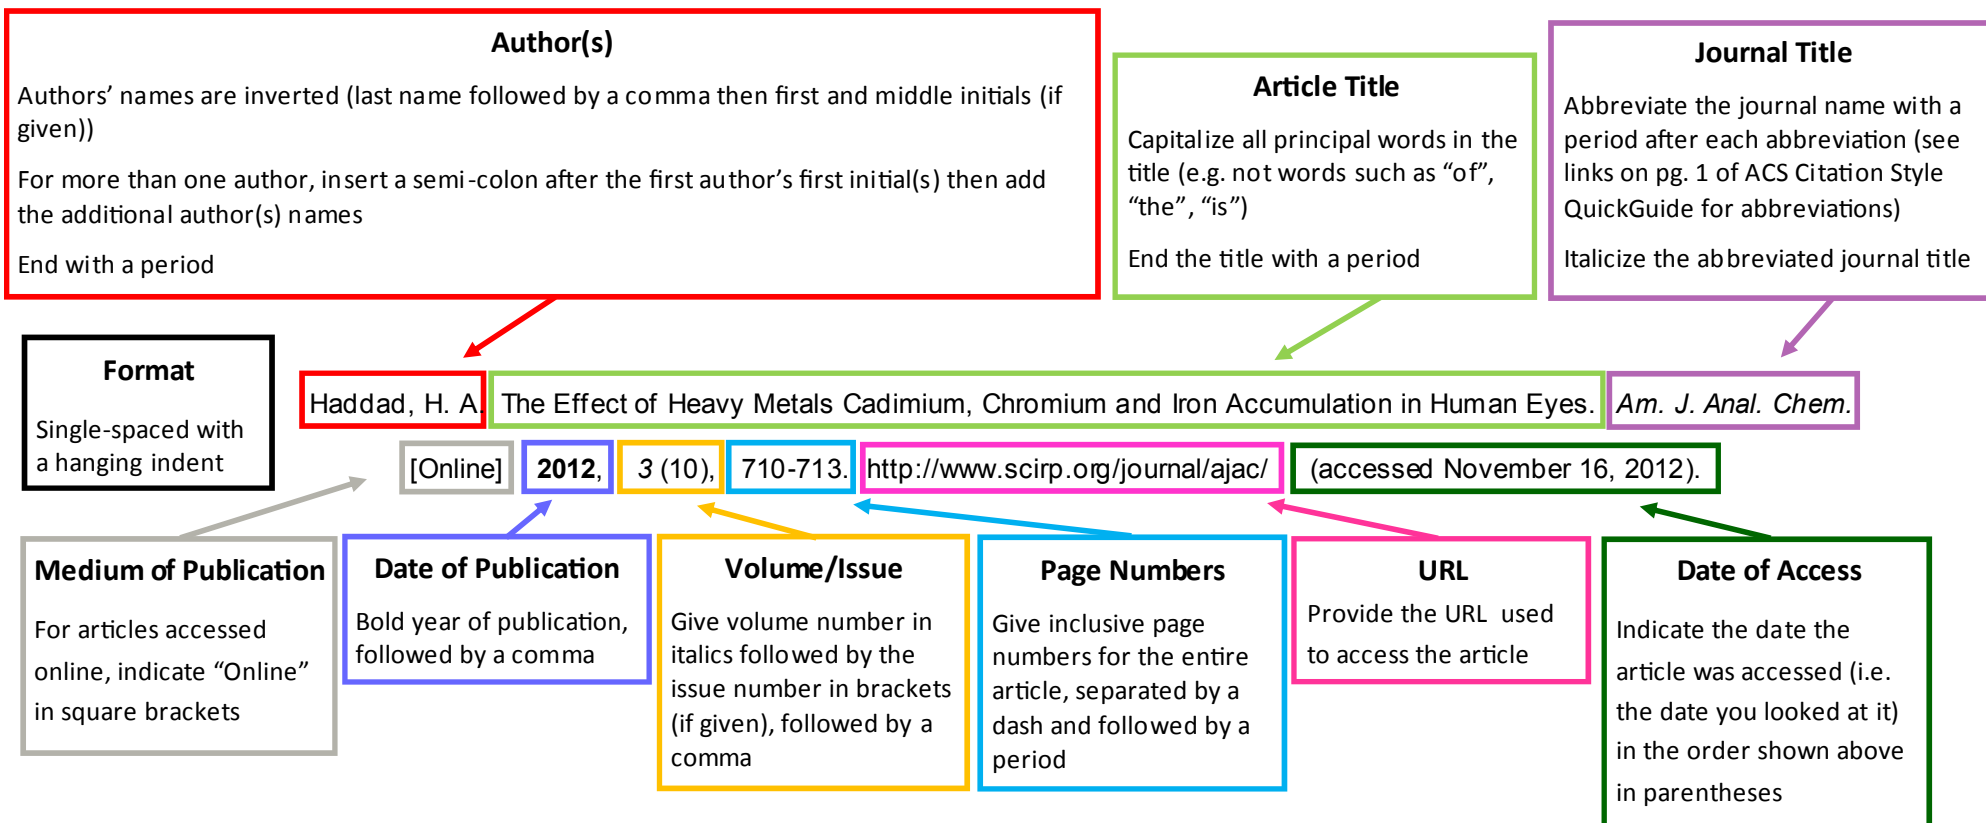 Author(s)
Authors’ names are inverted (last name followed by a comma then first and middle initials (if
given))
For more than one author, insert a semi-colon after the first author’s first initial(s) then add
the additional author(s) names
End with a period
Article Title
Capitalize all principal words in the
title (e.g. not words such as “of”,
“the”, “is”)
End the title with a period
Journal Title
Abbreviate the journal name with a
period after each abbreviation (see
links on pg. 1 of ACS Citation Style
QuickGuide for abbreviations)
Italicize the abbreviated journal title
Format
Single-spaced with
a hanging indent
Haddad, H. A. The Effect of Heavy Metals Cadimium, Chromium and Iron Accumulation in Human Eyes. Am. J. Anal. Chem.
[Online] 2012, 3 (10), 710-713. http://www.scirp.org/journal/ajac/ (accessed November 16, 2012).
Medium of Publication
For articles accessed
online, indicate “Online”
in square brackets
Date of Publication
Bold year of publication,
followed by a comma
Volume/Issue
Give volume number in
italics followed by the
issue number in brackets
(if given), followed by a
comma
Page Numbers
Give inclusive page
numbers for the entire
article, separated by a
dash and followed by a
period
URL
Provide the URL used
to access the article
Date of Access
Indicate the date the
article was accessed (i.e.
the date you looked at it)
in the order shown above
in parentheses